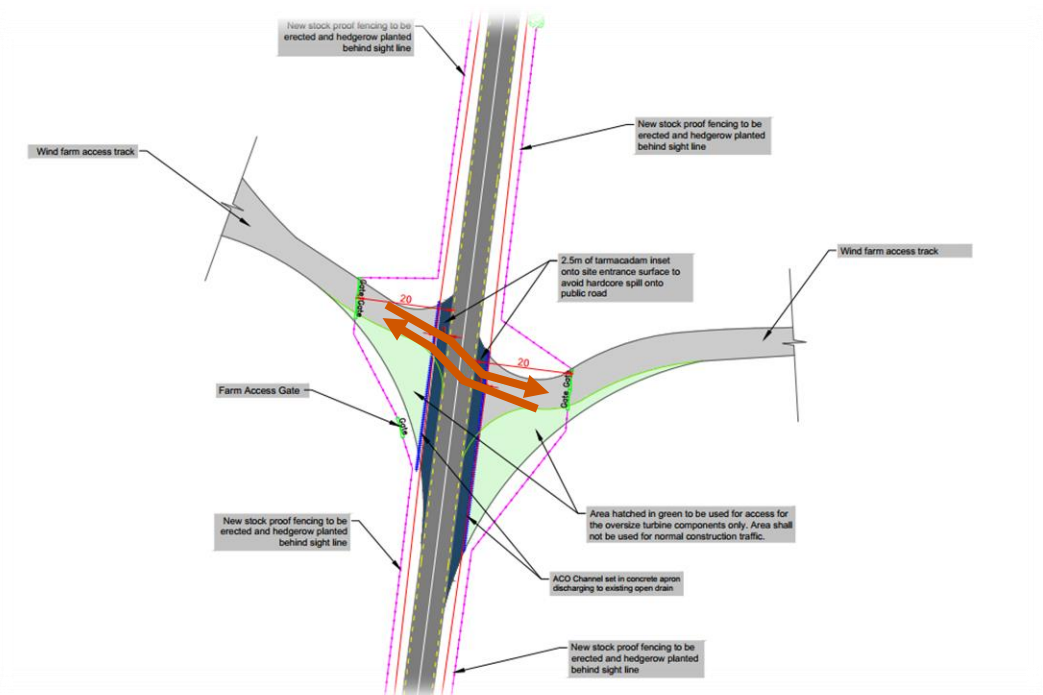 New stock proof fencing to be
erected and hedgerow planted
behind sight line
New stock proof fencing to be
erected and hedgerow planted
behind sight line
Wind farm access track
Wind farm access track
2.5m of tarmacadam inset
onto site entrance surface to
avoid hardcore spill onto
public road
Gate Gate
20
20
Gate Gate
Farm Access Gate
Gate
Area hatched in green to be used for access for
the oversize turbine components only. Area shall
not be used for normal construction traffic.
New stock proof fencing to be
erected and hedgerow planted
behind sight line
ACO Channel set in concrete apron
discharging to existing open drain
New stock proof fencing to be
erected and hedgerow planted
behind sight line